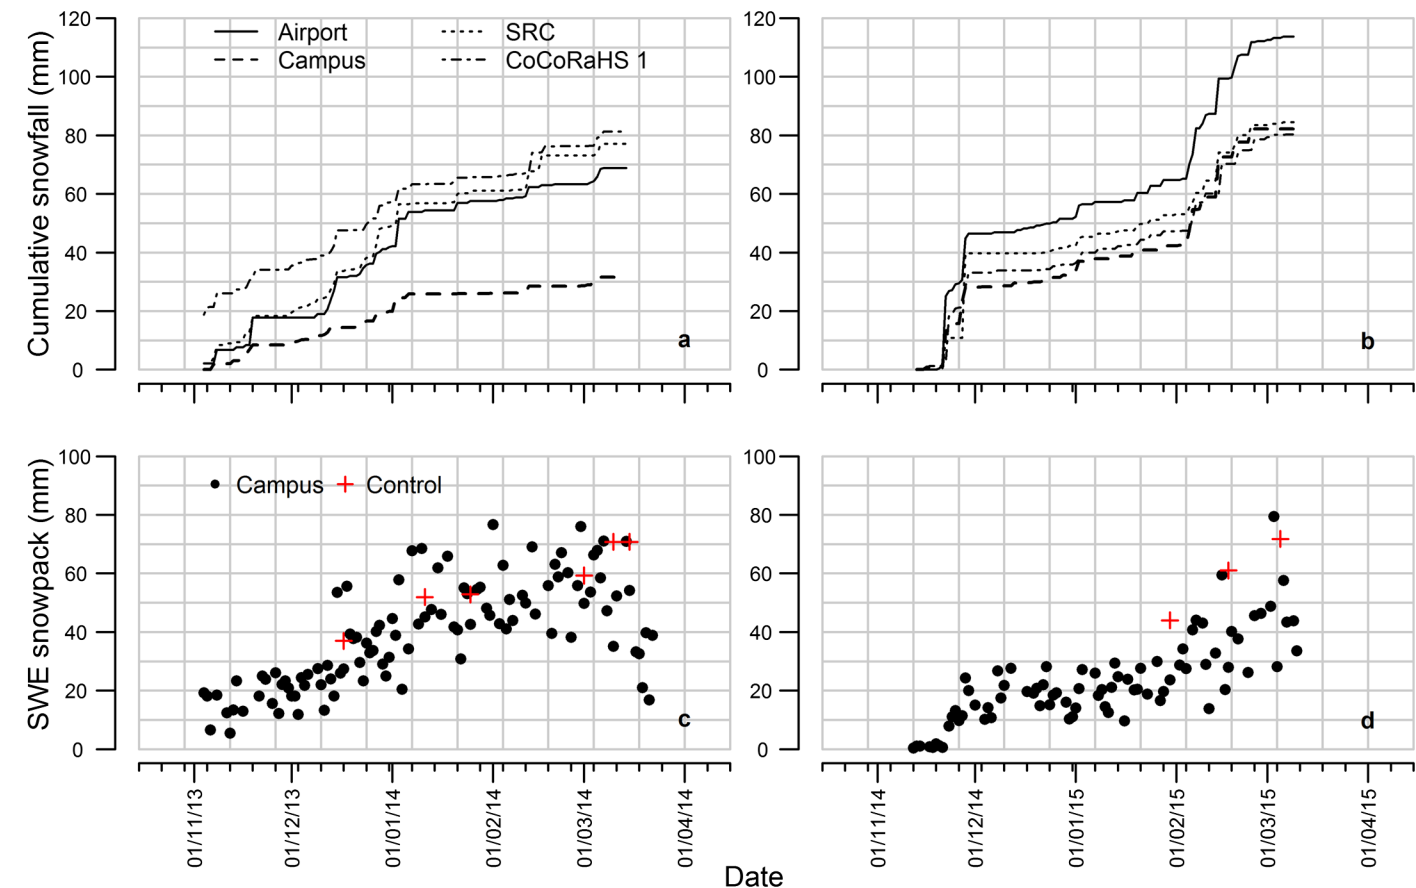 Cumulative snowfall (mm)
120
100
80
60
40
20
0
Airport
Campus
SRC
CoCoRaHS 1
a
120
100
80
60
40
20
0
b
SWE snowpack (mm)
100
80
60
40
20
0
Campus
Control
c
01/11/13
01/12/13
01/01/14
01/02/14
01/03/14
01/04/14
100
80
60
40
20
0
d
01/11/14
01/12/14
01/01/15
01/02/15
01/03/15
01/04/15
Date